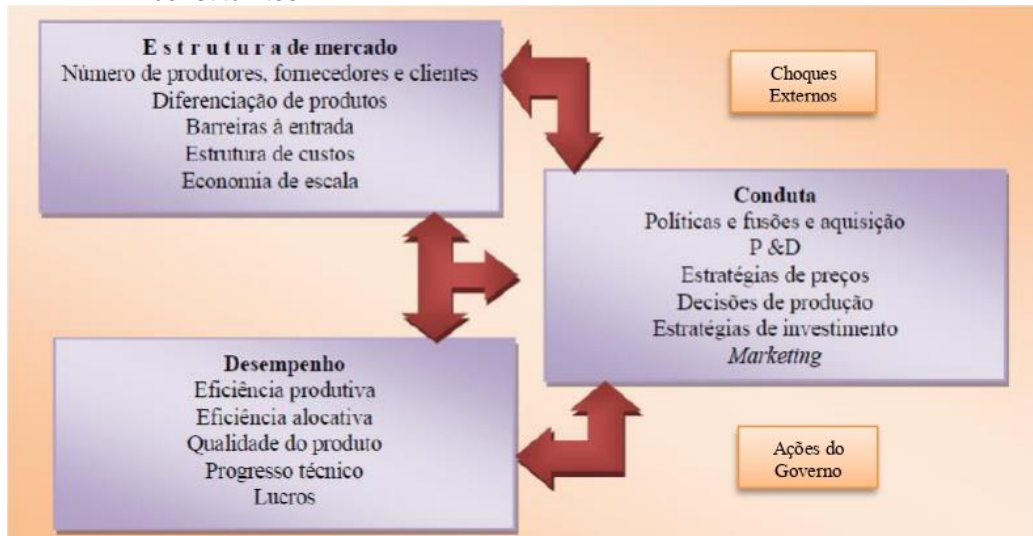 Estrutura de mercado
Número de produtores, fornecedores e clientes
Diferenciação de produtos
Barreiras à entrada
Estrutura de custos
Economia de escala
Choques
Externos
Conduta
Políticas e fusões e aquisição
P &D
Estratégias de preços
Decisões de produção
Estratégias de investimento
Marketing
Desempenho
Eficiência produtiva
Eficiência alocativa
Qualidade do produto
Progresso técnico
Lucros
Ações do
Governo